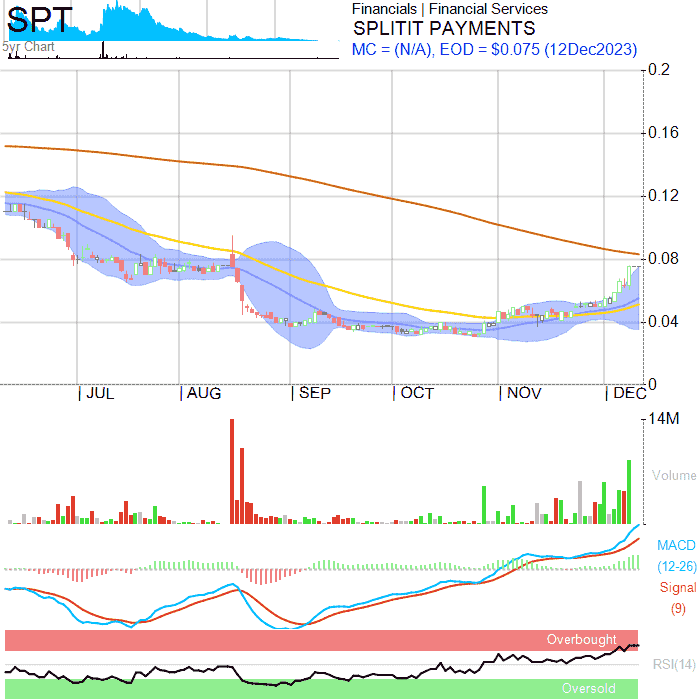 SPT
5yr Chart
Financials | Financial Services
SPLITIT PAYMENTS
MC = (N/A), EOD = $0.075 (12Dec2023)
0.2
0.16
0.12
0.08
0.04
0
JUL AUG SEP OCT NOV DEC
14M
Volume
MACD
(12-26)
Signal
(9)
Overbought
RSI(14)
Oversold